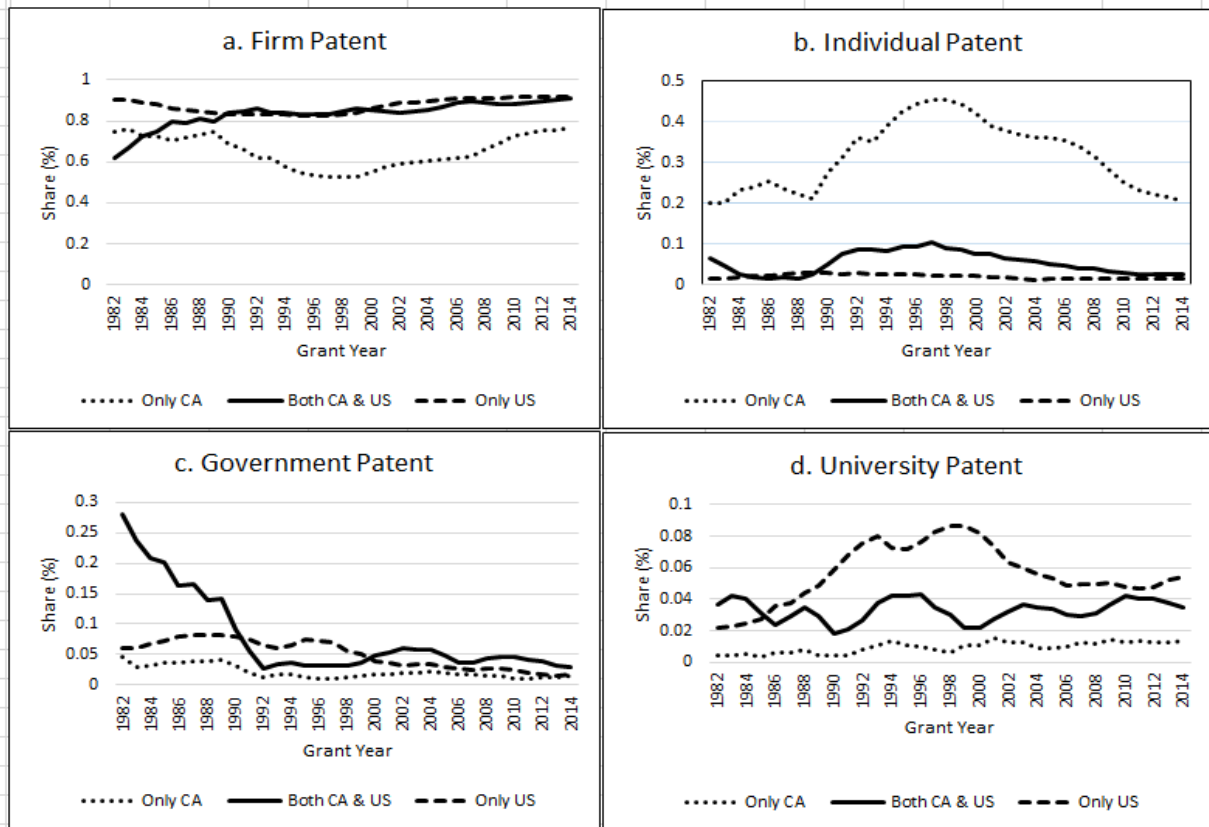 a. Firm Patent
1
0.8
0.6
0.4
0.2
0
Share (%)
1982 1984 1986 1988 1990 1992 1994 1996 1998 2000 2002 2004 2006 2008 2010 2012 2014
Grant Year
Only CA Both CA & US Only US
b. Individual Patent
0.5
0.4
0.3
0.2
0.1
0
Share (%)
1982 1984 1986 1988 1990 1992 1994 1996 1998 2000 2002 2004 2006 2008 2010 2012 2014
Grant Year
Only CA Both CA & US Only US
c. Government Patent
0.3
0.25
0.2
0.15
0.1
0.05
0
Share (%)
1982 1984 1986 1988 1990 1992 1994 1996 1998 2000 2002 2004 2006 2008 2010 2012 2014
Grant Year
Only CA Both CA & US Only US
d. University Patent
0.1
0.08
0.06
0.04
0.02
0
Share (%)
1982 1984 1986 1988 1990 1992 1994 1996 1998 2000 2002 2004 2006 2008 2010 2012 2014
Grant Year
Only CA Both CA & US Only US